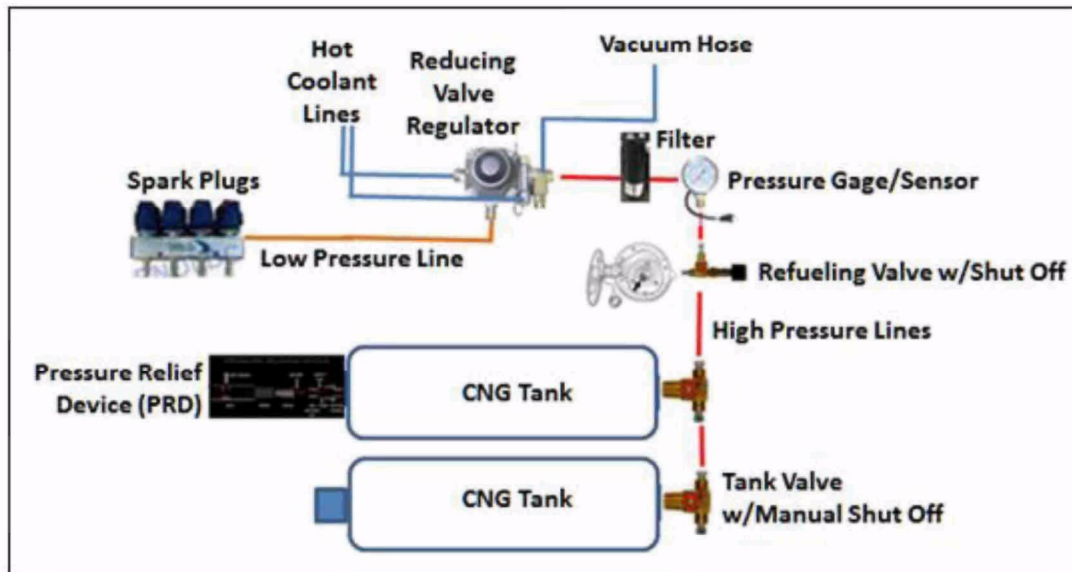 Hot
Coolant
Lines
Reducing
Valve
Regulator
Vacuum Hose
Filter
Spark Plugs
Pressure Gage/Sensor
Low Pressure Line
Refueling Valve w/Shut Off
High Pressure Lines
Pressure Relief
Device (PRD)
CNG Tank
CNG Tank
Tank Valve
w/Manual Shut Off